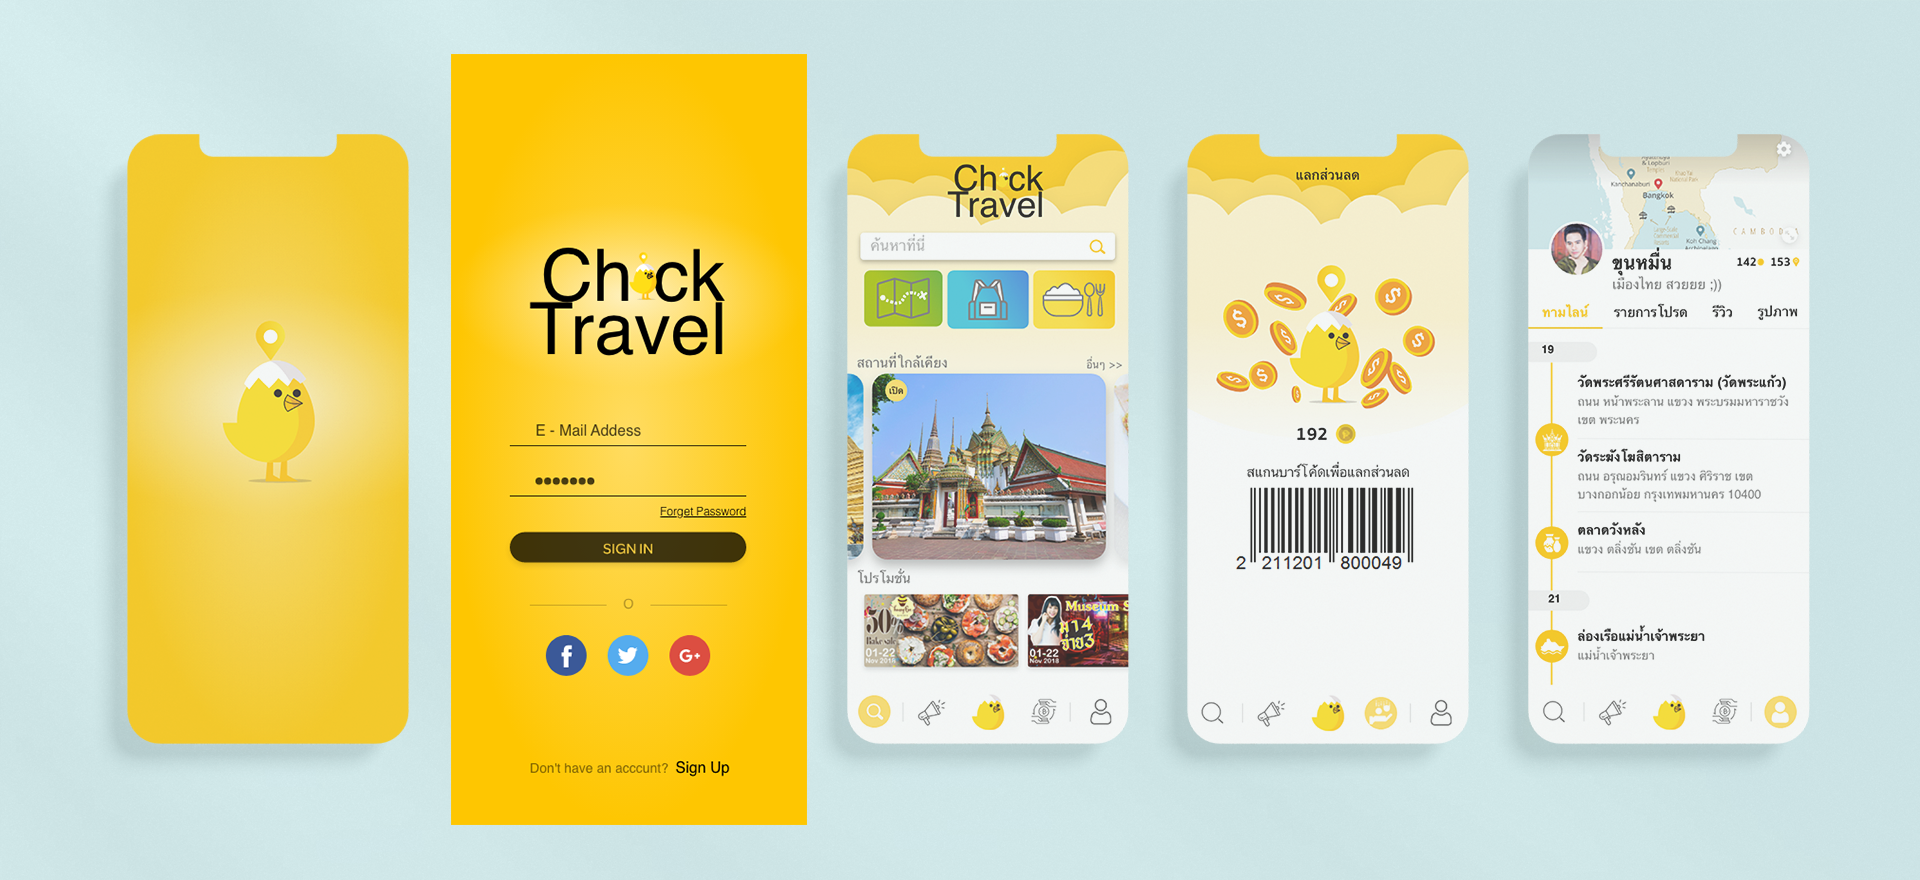 Chick
Travel
E - Mail Addess
Forget Password
SIGN IN
O
f
G+
Don't have an acccount? Sign Up
Chick
Travel
ค้นหาที่นี่
สถานที่ใกล้เคียง
อื่นๆ >>
เปิด
โปรโมชั่น
50%
Bake sale
01-22
Nov 2018
Museum S
มา 4
จ่าย3
01-22
Nov 2018
แลกส่วนลด
192
สแกนบาร์โค้ดเพื่อแลกส่วนลด
2 211201 800049
& Lopburi
Kanchanaburi
Bangkok
Koh Chang
Archipelago
CAMBODIA
ขุนหมื่น
142 153
เมืองไทย สวยยย ;))
ทามไลน์ รายการโปรด รีวิว รูปภาพ
19
วัดพระศรีรัตนศาสดาราม (วัดพระแก้ว)
ถนน หน้าพระลาน แขวง พระบรมมหาราชวัง
เขต พระนคร
วัดระฆังโฆสิตาราม
ถนน อรุณอมรินทร์ แขวง ศิริราช เขต
บางกอกน้อย กรุงเทพมหานคร 10400
ตลาดวังหลัง
แขวง ตลิ่งชัน เขต ตลิ่งชัน
21
ล่องเรือแม่น้ำเจ้าพระยา
แม่น้ำเจ้าพระยา